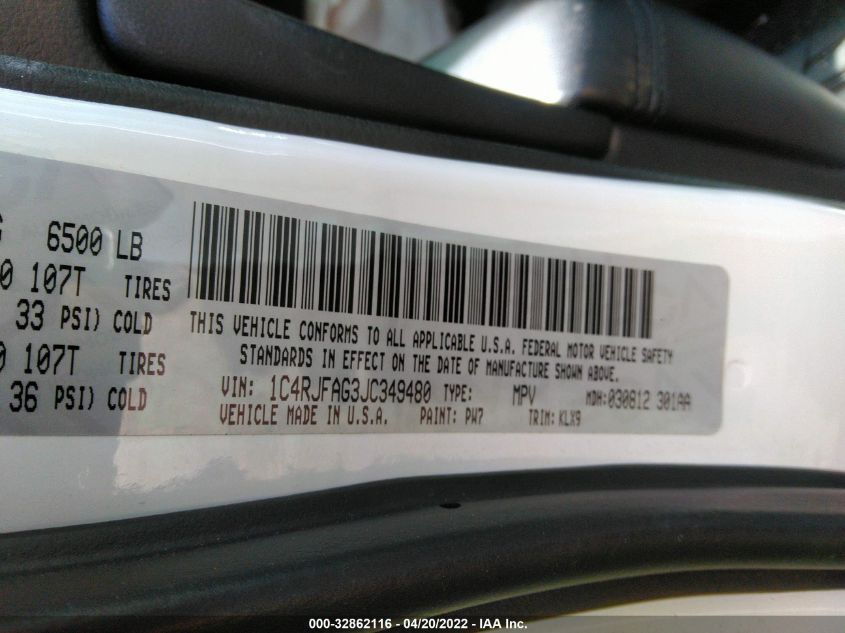 G 6500 LB
0 107T TIRES
33 PSI) COLD
0 107T TIRES
36 PSI) COLD
THIS VEHICLE CONFORMS TO ALL APPLICABLE U.S.A. FEDERAL MOTOR VEHICLE SAFETY
STANDARDS IN EFFECT ON THE DATE OF MANUFACTURE SHOWN ABOVE.
VIN: 1C4RJFAG3JC349480 TYPE: MPV MDH:030812 301AA
VEHICLE MADE IN U.S.A. PAINT: PW7 TRIM: KLX9
000-32862116 - 04/20/2022 - IAA Inc.